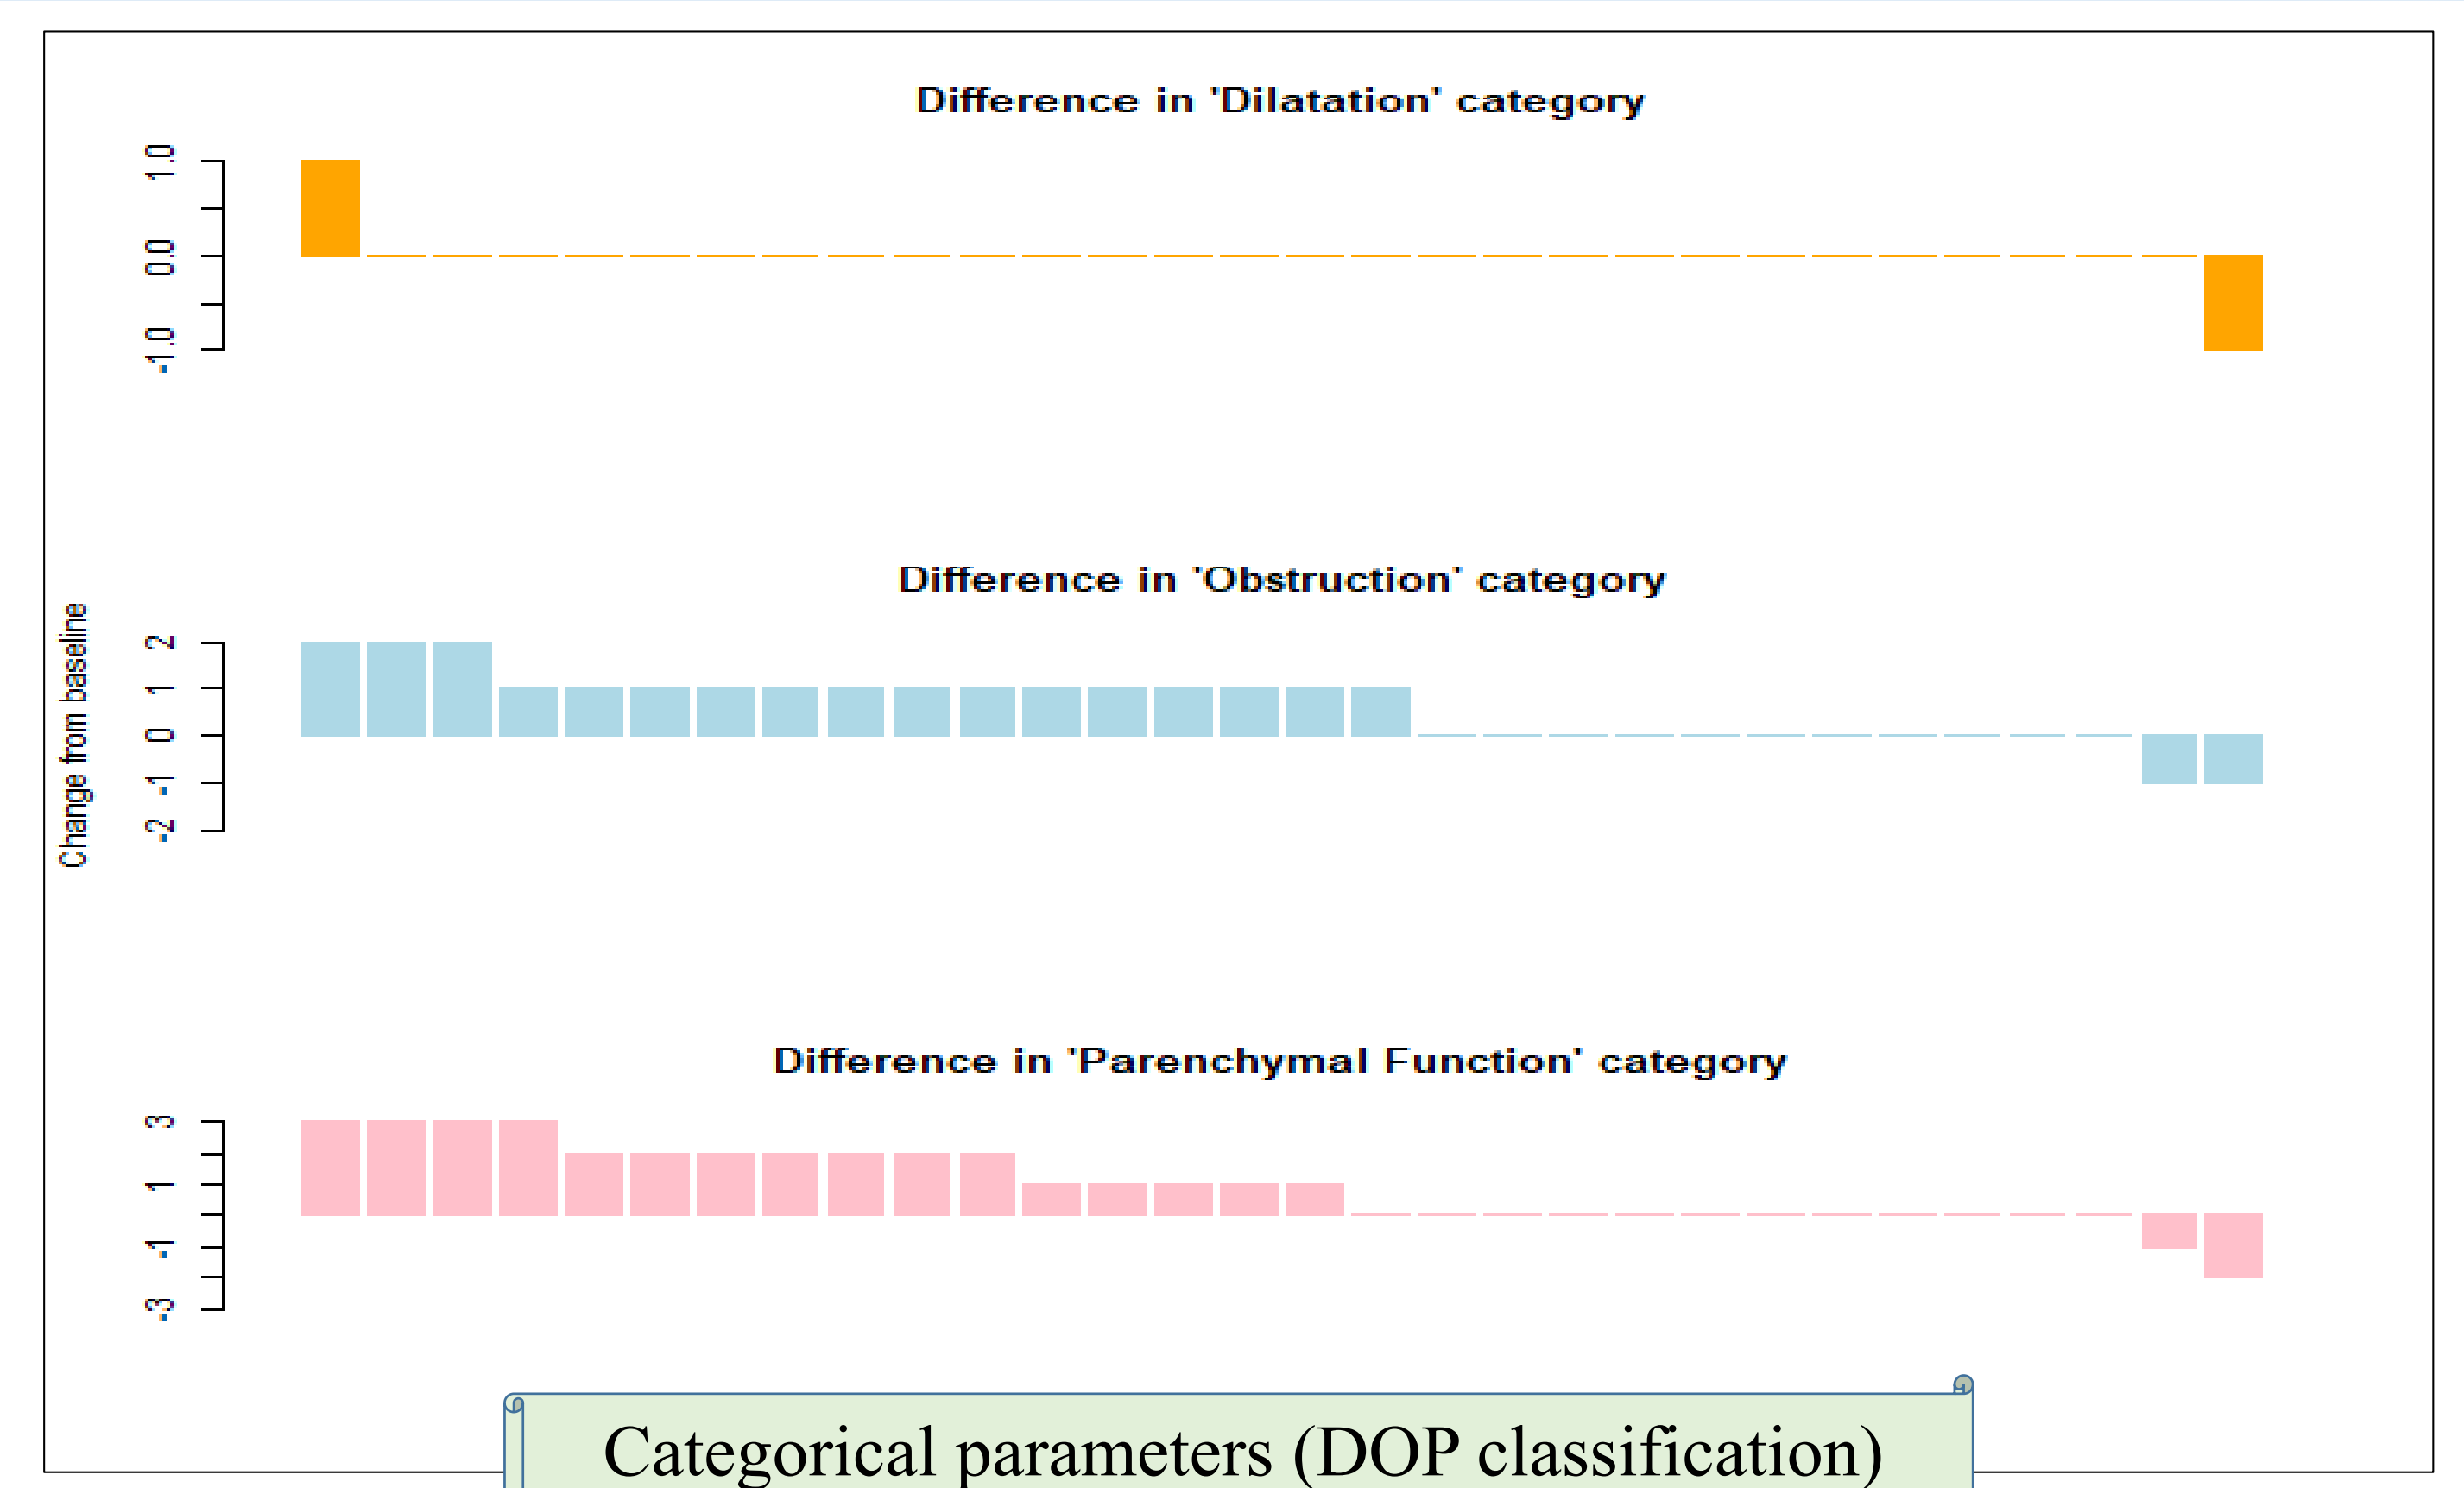 Difference in 'Dilatation' category
1.0
0.0
-1.0
Difference in 'Obstruction' category
Change from baseline
2
1
0
-1
-2
Difference in 'Parenchymal Function' category
3
1
-1
-3
Categorical parameters (DOP classification)